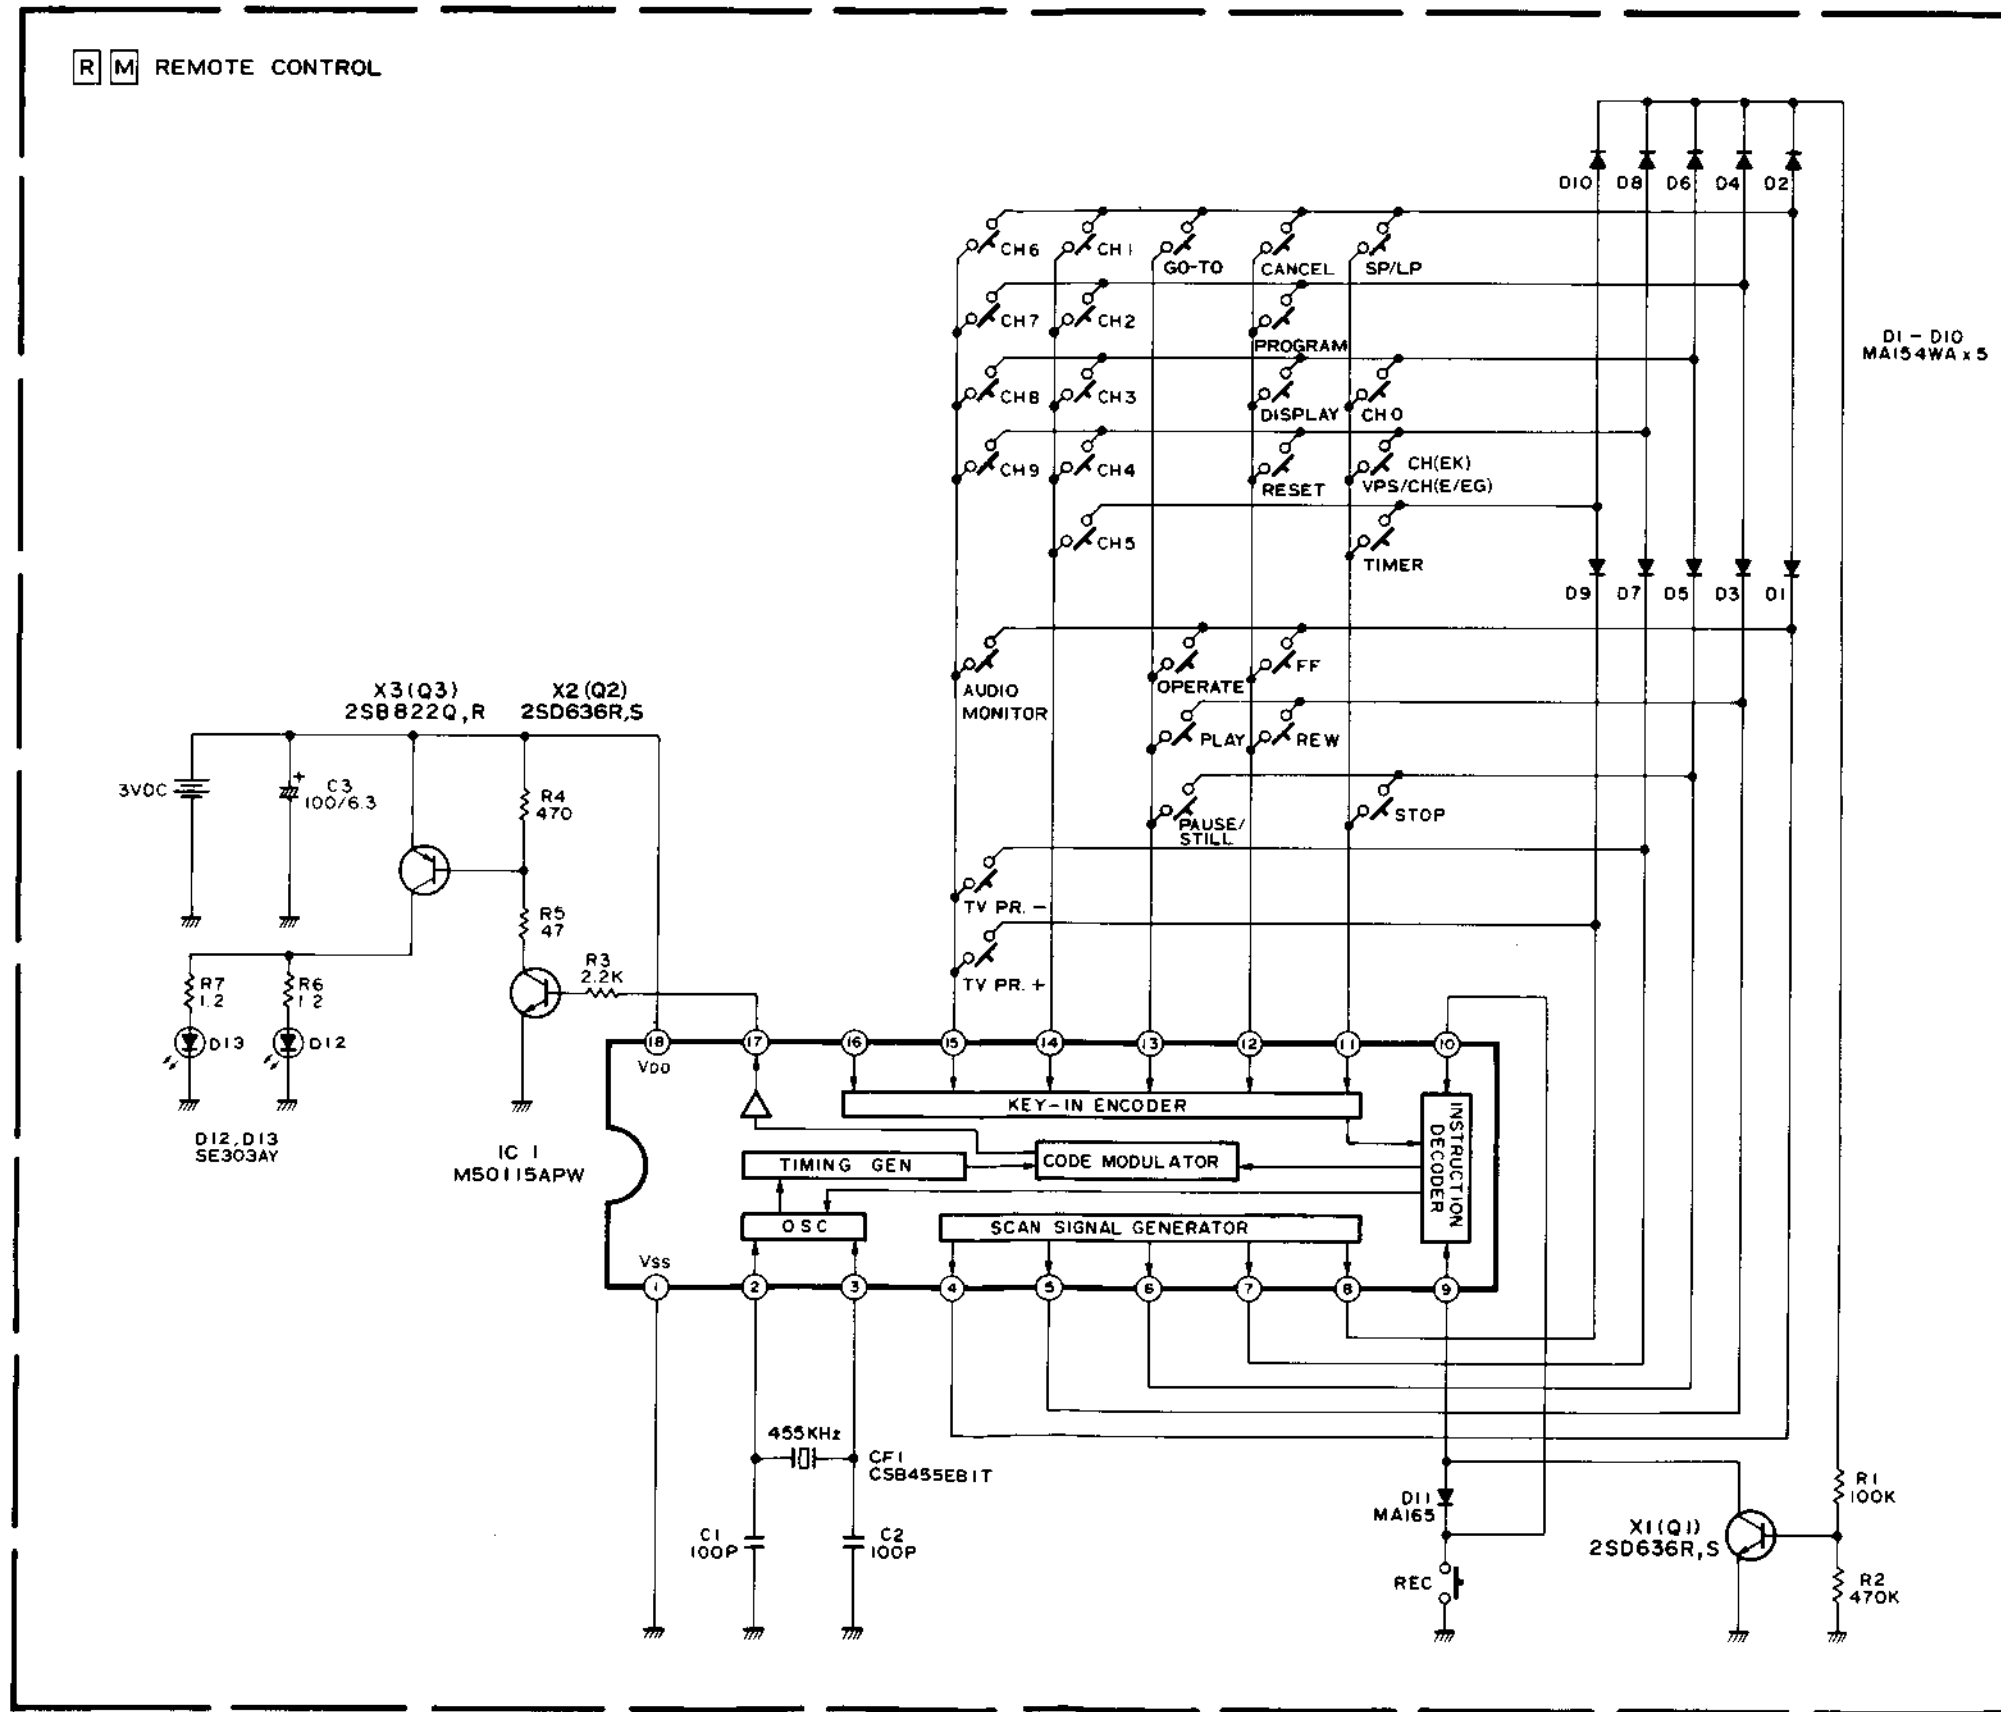 R M REMOTE CONTROL
D10 D8 D6 D4 D2
CH6 CH1 GO-TO CANCEL SP/LP
CH7 CH2 PROGRAM
D1 - D10
MA154WA x 5
CH8 CH3 DISPLAY CH0
CH9 CH4 RESET
CH(EK)
VPS/CH(E/EG)
CH5 TIMER
D9 D7 D5 D3 D1
AUDIO
MONITOR
OPERATE FF
PLAY REW
PAUSE/
STILL
STOP
TV PR. -
TV PR. +
X3(Q3)
2SB822Q,R
X2(Q2)
2SD636R,S
3VDC
+
C3
100/6.3
R4
470
R5
47
R3
2.2K
R7
1.2
R6
1.2
D13 D12
D12,D13
SE303AY
IC 1
M50115APW
18 17 16 15 14 13 12 11 10
VDD
KEY-IN ENCODER
INSTRUCTION
DECODER
TIMING GEN
CODE MODULATOR
OSC
SCAN SIGNAL GENERATOR
VSS
1 2 3 4 5 6 7 8 9
455KHz
CF1
CSB455EB1T
C1
100P
C2
100P
D11
MA165
REC
X1(Q1)
2SD636R,S
R1
100K
R2
470K